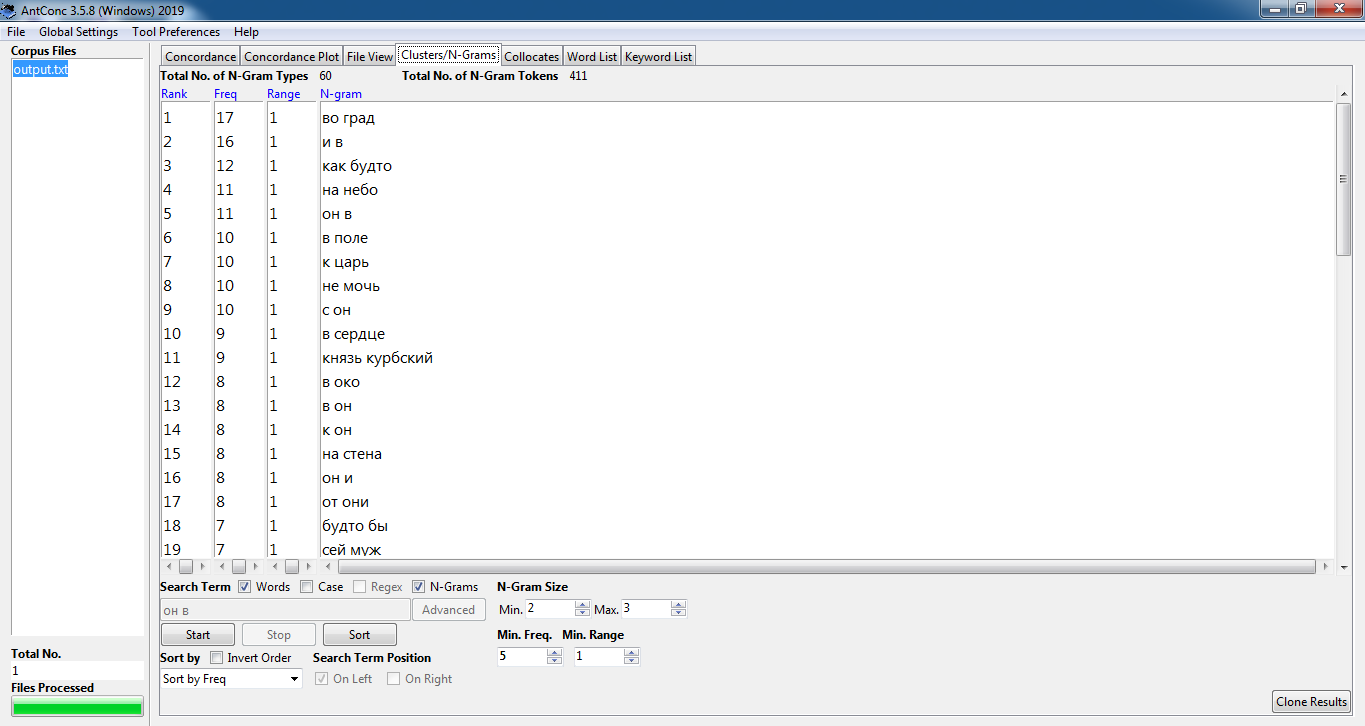 AntConc 3.5.8 (Windows) 2019
File Global Settings Tool Preferences Help
Corpus Files
output.txt
Concordance Concordance Plot File View Clusters/N-Grams Collocates Word List Keyword List
Total No. of N-Gram Types 60 Total No. of N-Gram Tokens 411
Rank Freq Range N-gram
1 17 1 во град
2 16 1 и в
3 12 1 как будто
4 11 1 на небо
5 11 1 он в
6 10 1 в поле
7 10 1 к царь
8 10 1 не мочь
9 10 1 с он
10 9 1 в сердце
11 9 1 князь курбский
12 8 1 в око
13 8 1 в он
14 8 1 к он
15 8 1 на стена
16 8 1 он и
17 8 1 от они
18 7 1 будто бы
19 7 1 сей муж
Search Term Words Case Regex N-Grams N-Gram Size
он в Advanced Min. 2 Max. 3
Start Stop Sort Min. Freq. Min. Range
Sort by Invert Order Search Term Position 5 1
Sort by Freq On Left On Right
Total No.
1
Files Processed
Clone Results